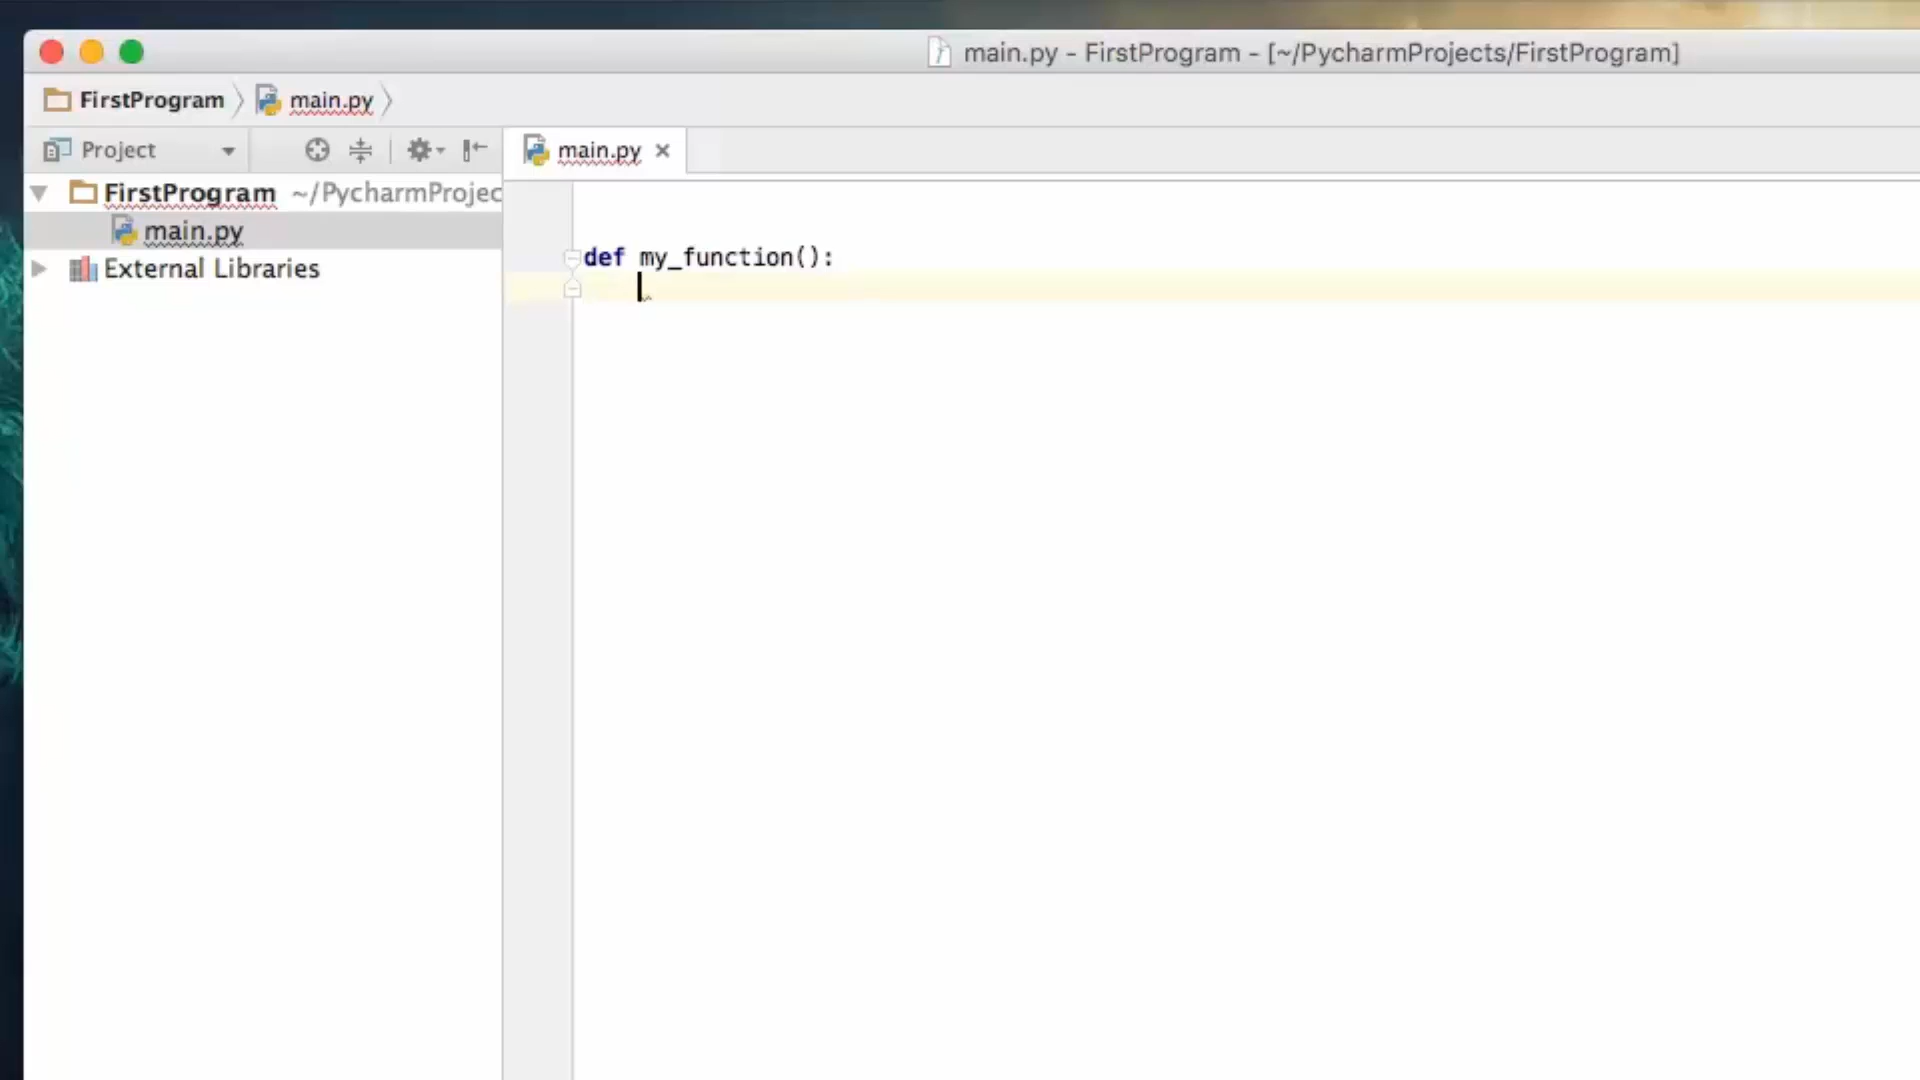 main.py - FirstProgram - [~/PycharmProjects/FirstProgram]
FirstProgram main.py
Project
main.py
FirstProgram ~/PycharmProjec
main.py
External Libraries
def my_function():